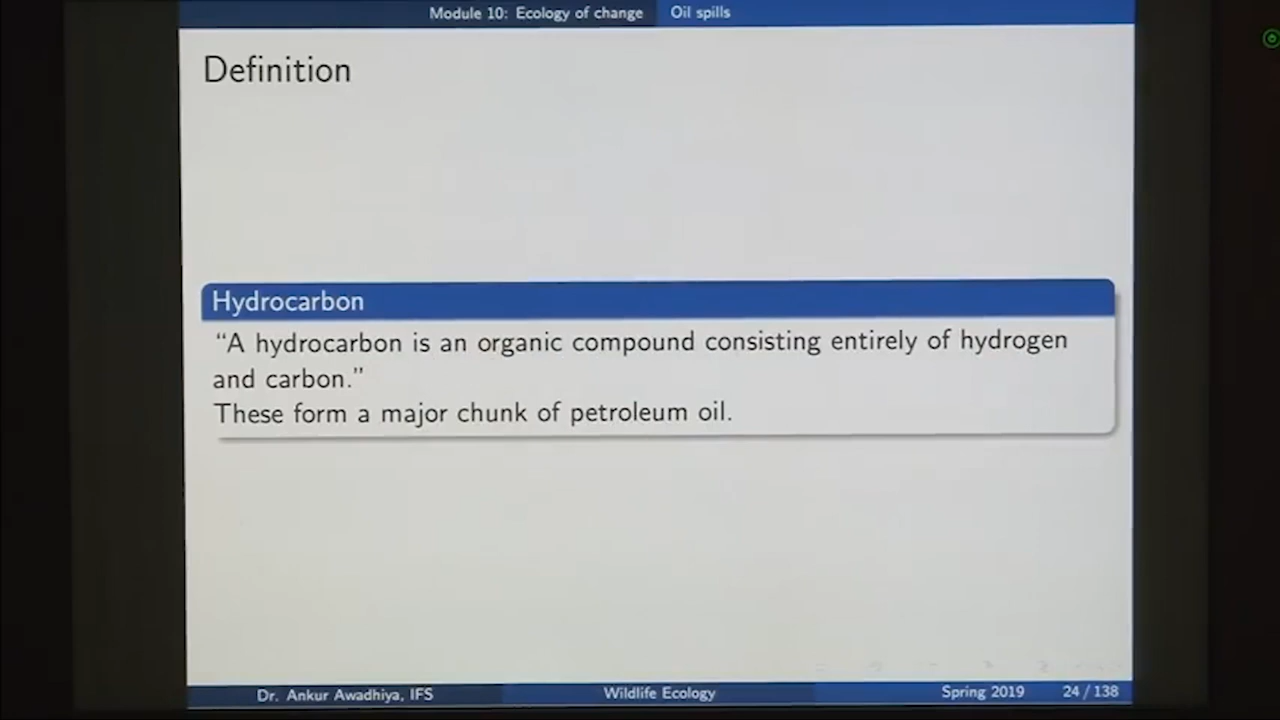 Module 10: Ecology of change Oil spills
Definition
Hydrocarbon
“A hydrocarbon is an organic compound consisting entirely of hydrogen
and carbon.”
These form a major chunk of petroleum oil.
Dr. Ankur Awadhiya, IFS Wildlife Ecology Spring 2019 24 / 138